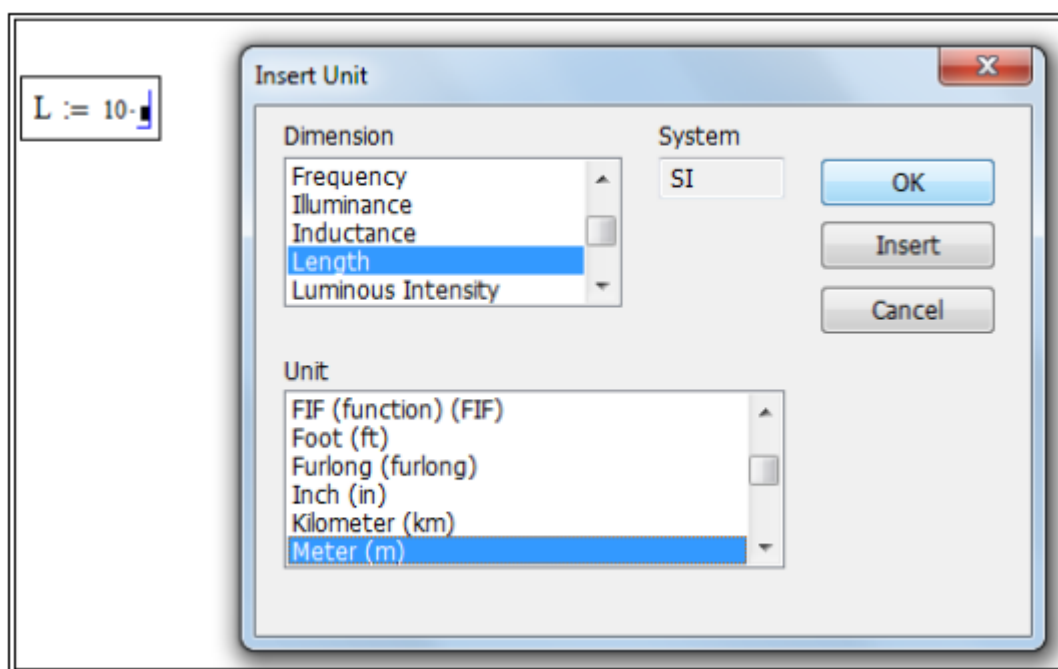 L := 10·
Insert Unit
X
Dimension
Frequency
Illuminance
Inductance
Length
Luminous Intensity
System
SI
OK
Insert
Cancel
Unit
FIF (function) (FIF)
Foot (ft)
Furlong (furlong)
Inch (in)
Kilometer (km)
Meter (m)